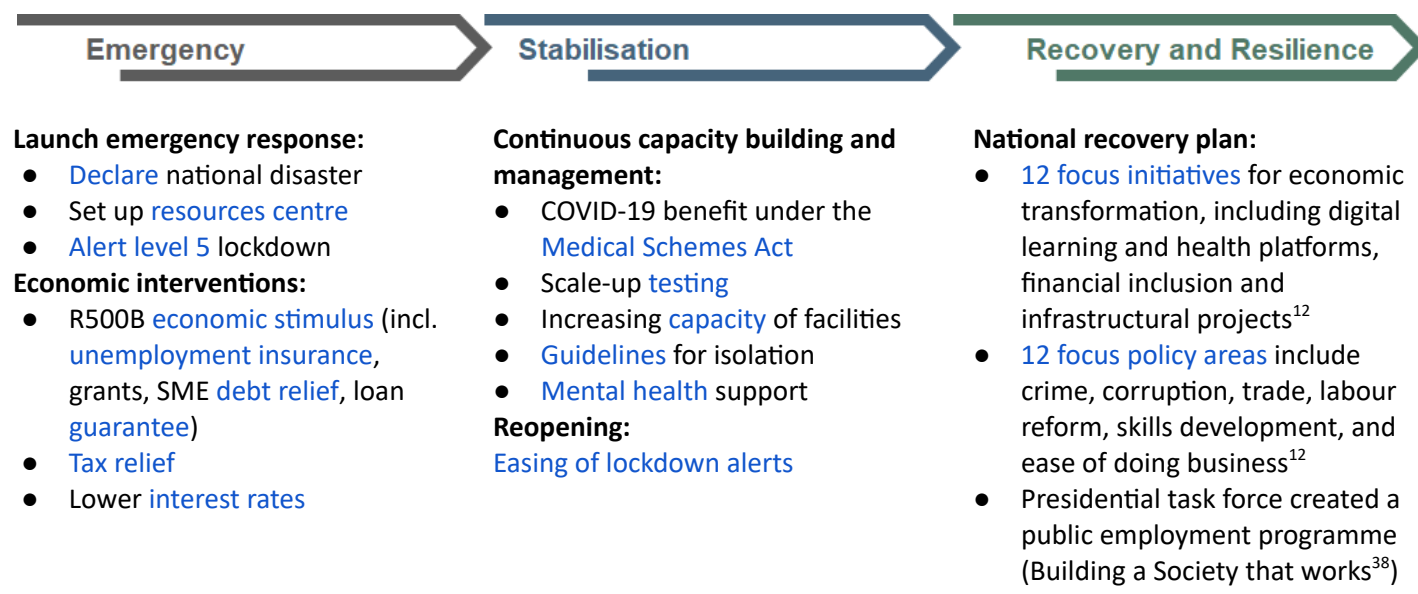 Emergency
Stabilisation
Recovery and Resilience
Launch emergency response:
● Declare national disaster
● Set up resources centre
● Alert level 5 lockdown
Economic interventions:
● R500B economic stimulus (incl.
unemployment insurance,
grants, SME debt relief, loan
guarantee)
● Tax relief
● Lower interest rates
Continuous capacity building and
management:
● COVID-19 benefit under the
Medical Schemes Act
● Scale-up testing
● Increasing capacity of facilities
● Guidelines for isolation
● Mental health support
Reopening:
Easing of lockdown alerts
National recovery plan:
● 12 focus initiatives for economic
transformation, including digital
learning and health platforms,
financial inclusion and
infrastructural projects12
● 12 focus policy areas include
crime, corruption, trade, labour
reform, skills development, and
ease of doing business12
● Presidential task force created a
public employment programme
(Building a Society that works38)